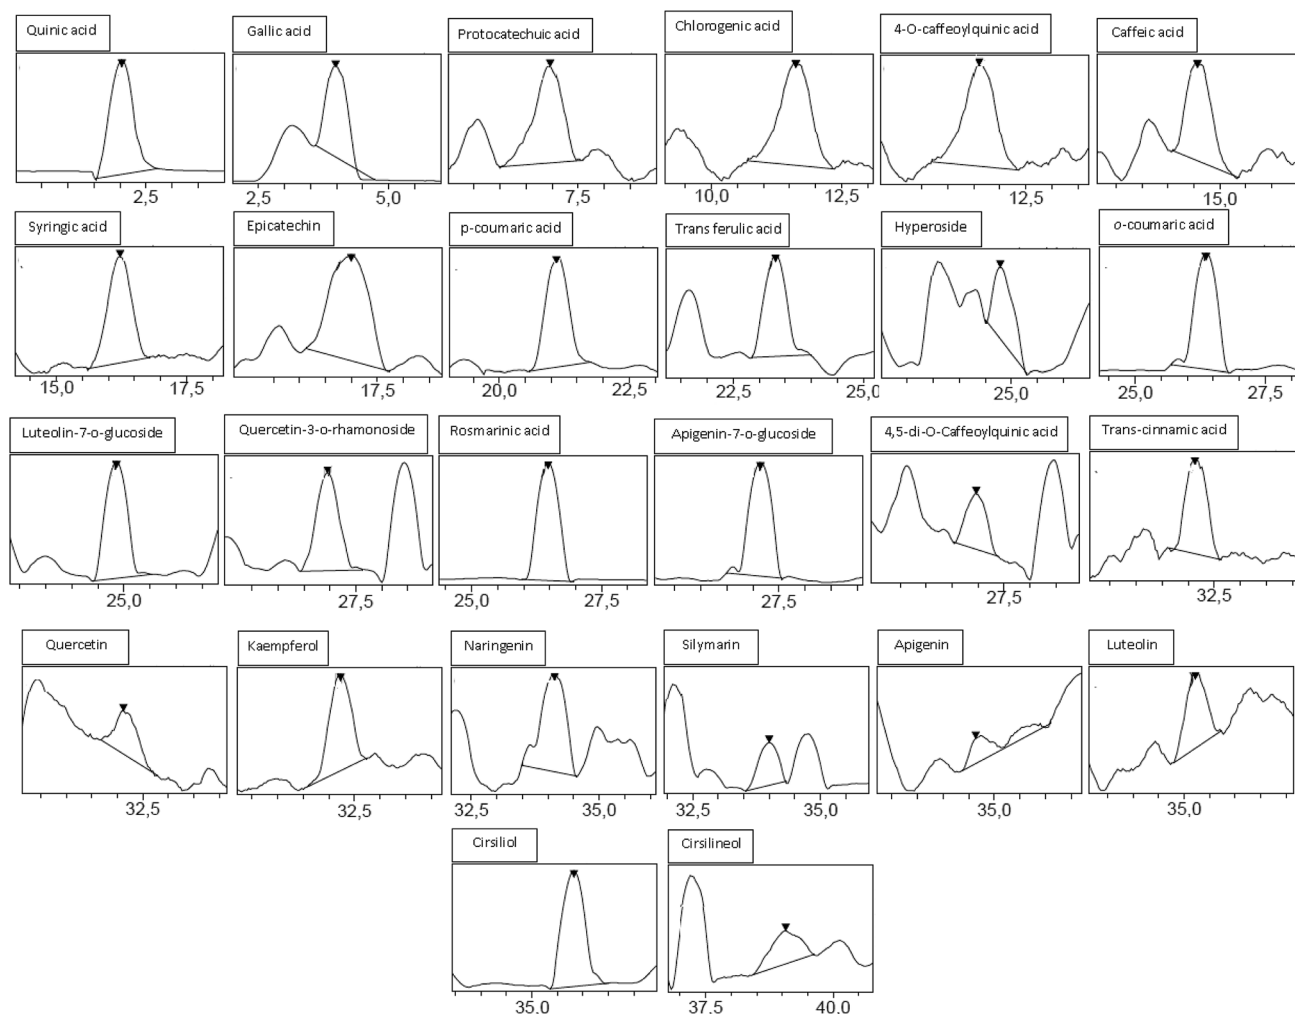 Quinic acid
Gallic acid
Protocatechuic acid
Chlorogenic acid
4-O-caffeoylquinic acid
Caffeic acid
2,5
2,5 5,0
7,5
10,0 12,5
12,5
15,0
Syringic acid
Epicatechin
p-coumaric acid
Trans ferulic acid
Hyperoside
o-coumaric acid
15,0 17,5
17,5
20,0 22,5
22,5 25,0
25,0
25,0 27,5
Luteolin-7-o-glucoside
Quercetin-3-o-rhamonoside
Rosmarinic acid
Apigenin-7-o-glucoside
4,5-di-O-Caffeoylquinic acid
Trans-cinnamic acid
25,0
27,5
25,0 27,5
27,5
27,5
32,5
Quercetin
Kaempferol
Naringenin
Silymarin
Apigenin
Luteolin
32,5
32,5
32,5 35,0
32,5 35,0
35,0
35,0
Cirsiliol
Cirsilineol
35.0
37.5 40.0